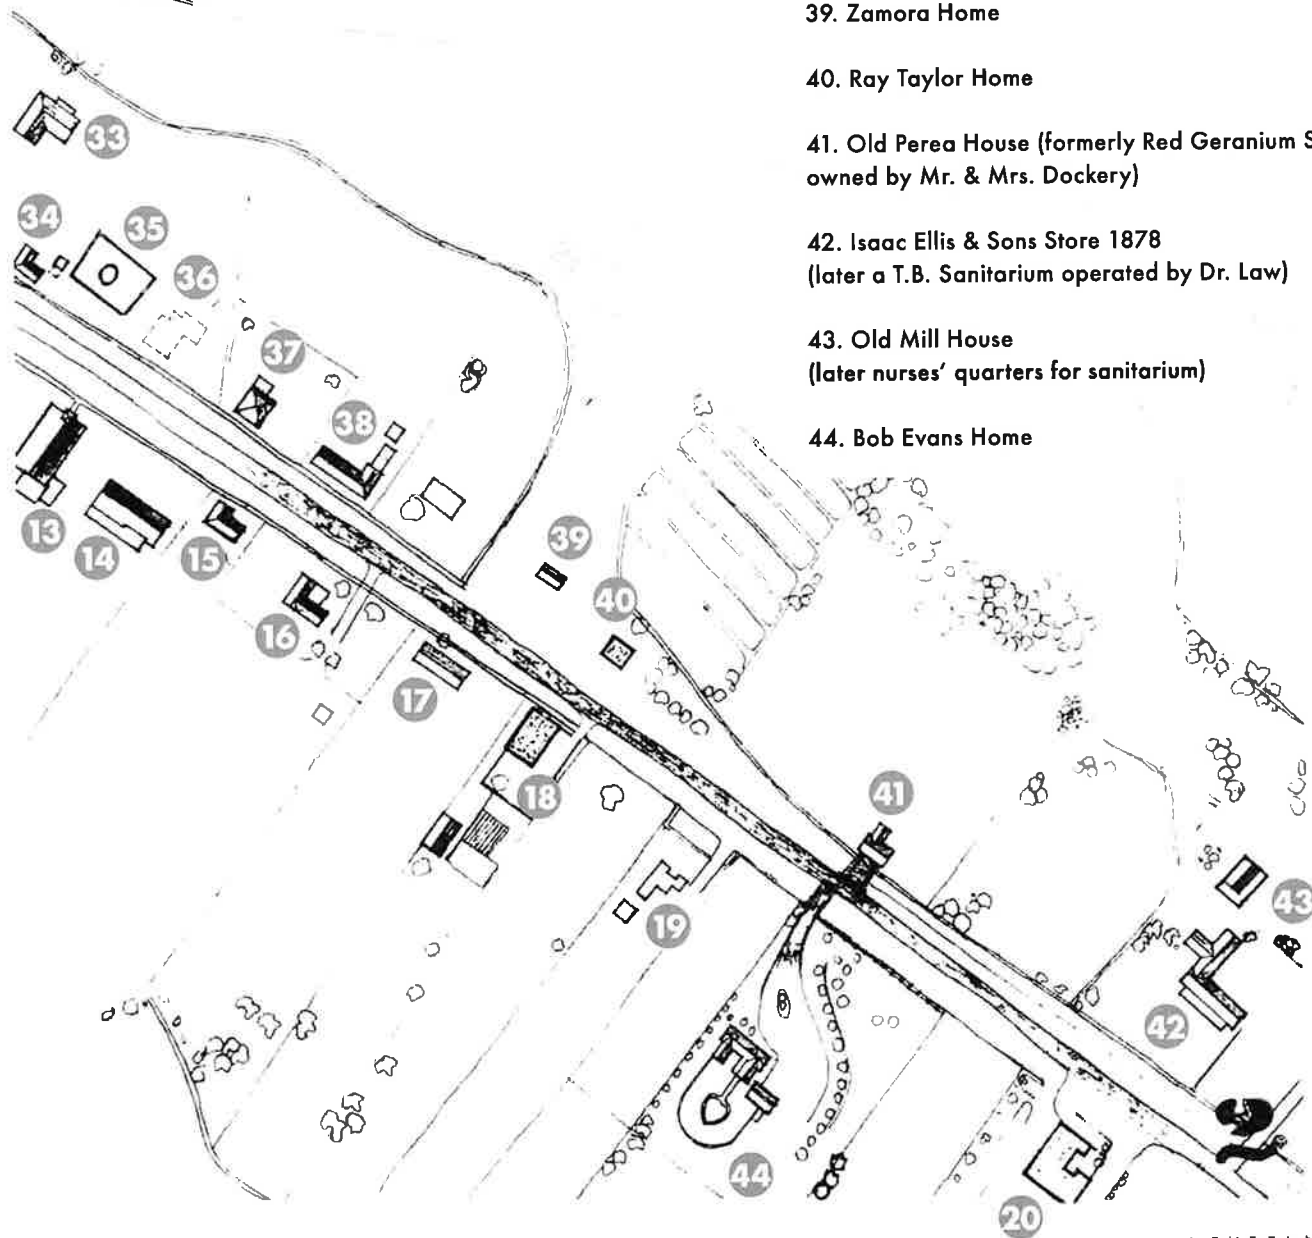 39. Zamora Home
40. Ray Taylor Home
41. Old Perea House (formerly Red Geranium
owned by Mr. & Mrs. Dockery)
42. Isaac Ellis & Sons Store 1878
(later a T.B. Sanitarium operated by Dr. Law)
43. Old Mill House
(later nurses' quarters for sanitarium)
44. Bob Evans Home
33
34
35
36
37
38
13
14
15
39
40
16
17
18
41
19
43
42
44
20